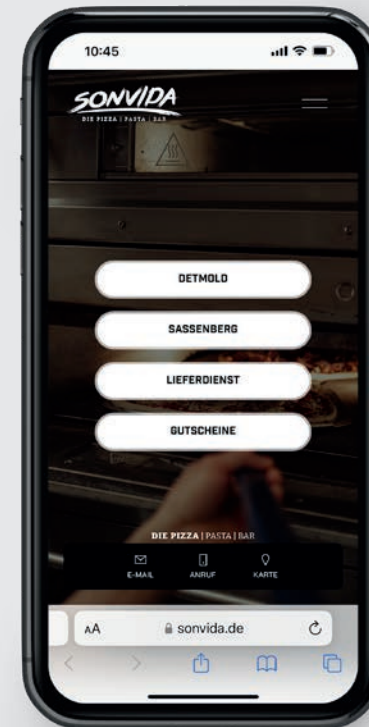 10:45
SONVIDA
DIE PIZZA | PASTA | BAR
DETMOLD
SASSENBERG
LIEFERDIENST
GUTSCHEINE
DIE PIZZA | PASTA | BAR
E-MAIL ANRUF KARTE
AA sonvida.de